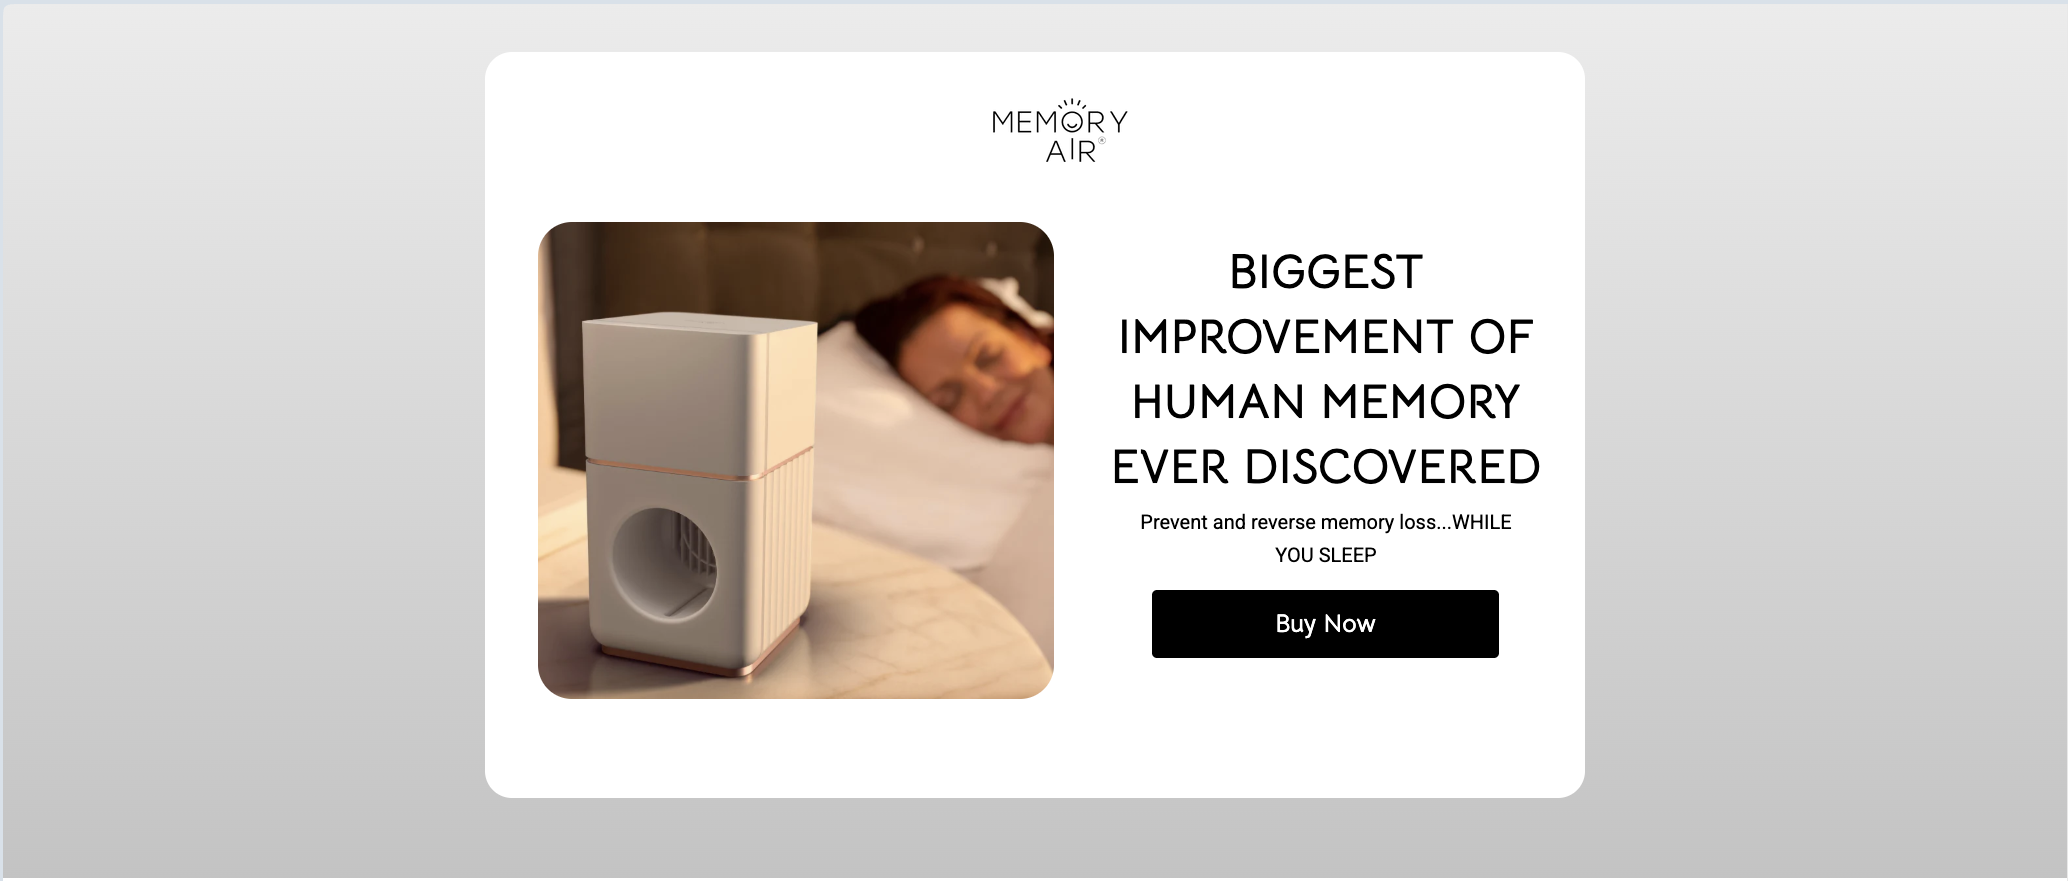 MEMORY
AIR®
BIGGEST
IMPROVEMENT OF
HUMAN MEMORY
EVER DISCOVERED
Prevent and reverse memory loss...WHILE
YOU SLEEP
Buy Now